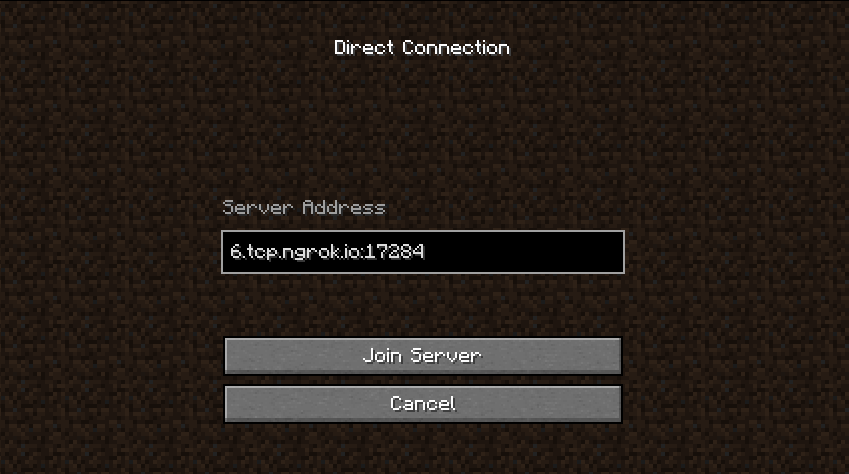 Direct Connection
Server Address
6.tcp.ngrok.io:17284
Join Server
Cancel